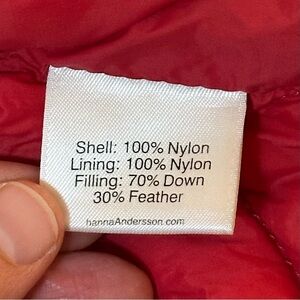 Shell: 100% Nylon
Lining: 100% Nylon
Filling: 70% Down
30% Feather
hannaAndersson.com